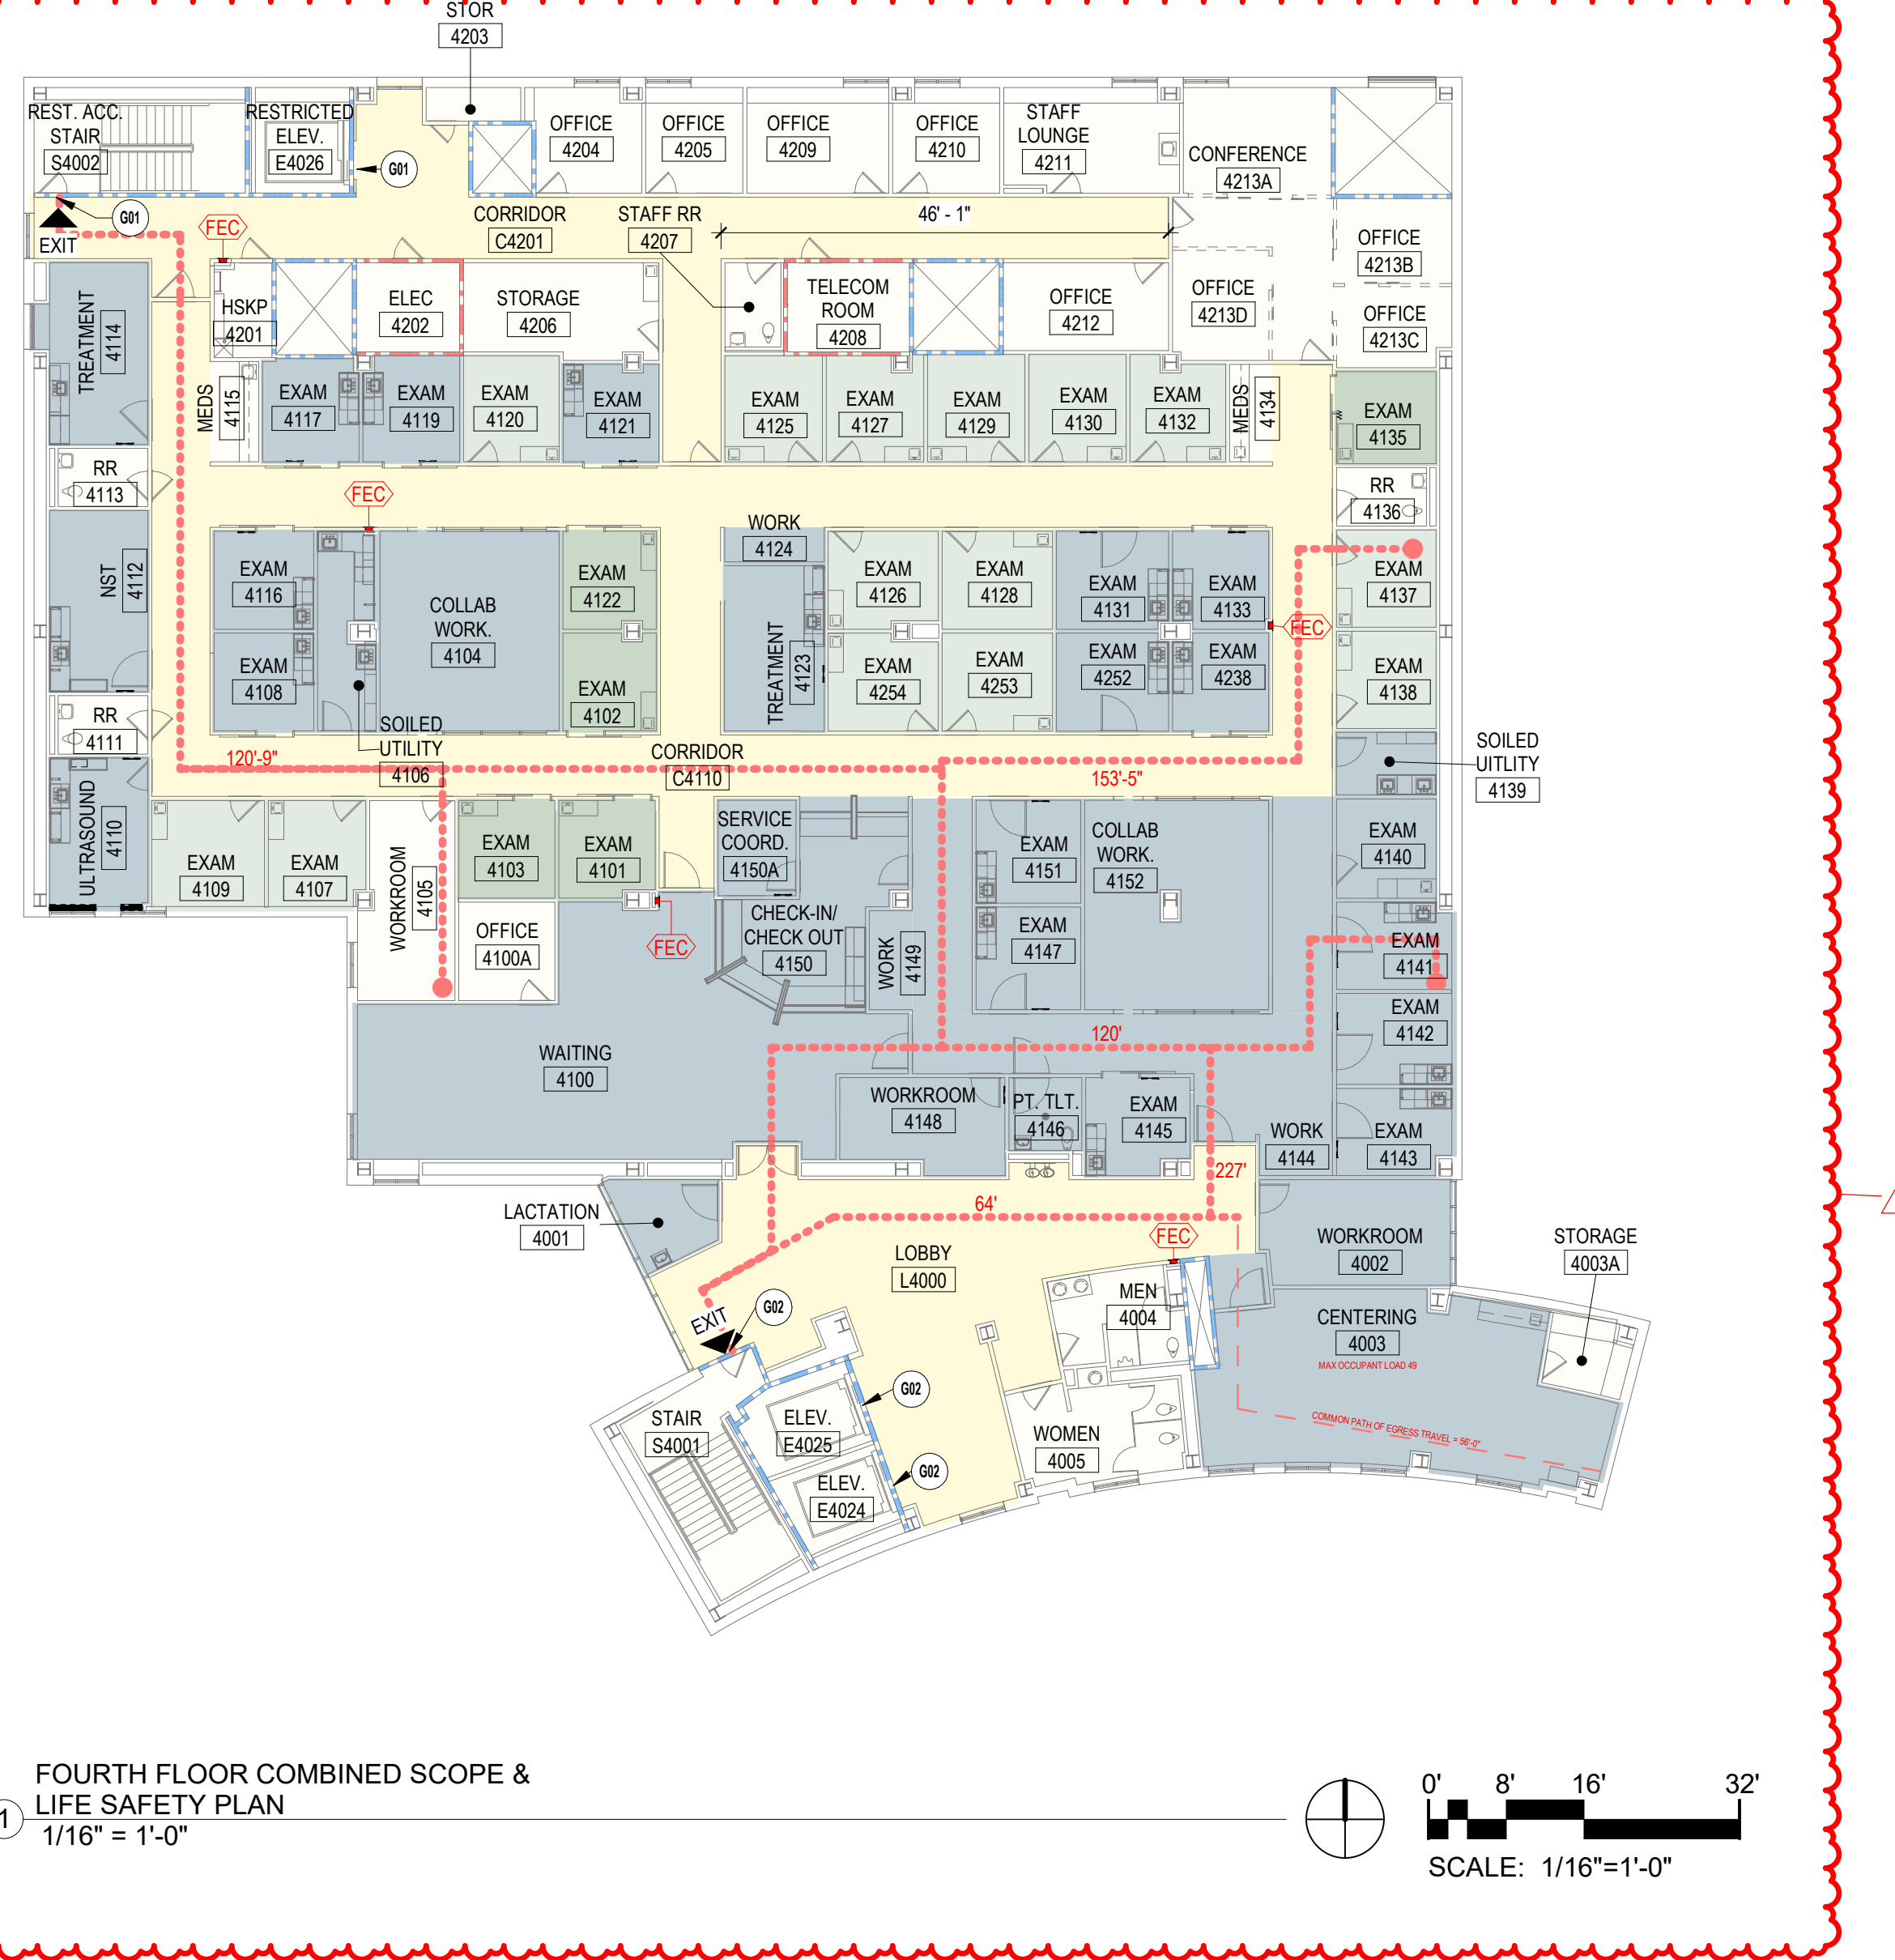 STOR
4203
REST. ACC.
STAIR
S4002
RESTRICTED
ELEV.
E4026
G01
OFFICE
4204
OFFICE
4205
OFFICE
4209
OFFICE
4210
STAFF
LOUNGE
4211
CONFERENCE
4213A
G01
EXIT
FEC
CORRIDOR
C4201
STAFF RR
4207
46' - 1"
OFFICE
4213B
TREATMENT
4114
HSKP
4201
ELEC
4202
STORAGE
4206
TELECOM
ROOM
4208
OFFICE
4212
OFFICE
4213D
OFFICE
4213C
MEDS
4115
EXAM
4117
EXAM
4119
EXAM
4120
EXAM
4121
EXAM
4125
EXAM
4127
EXAM
4129
EXAM
4130
EXAM
4132
MEDS
4134
EXAM
4135
RR
4113
FEC
RR
4136
NST
4112
EXAM
4116
COLLAB
WORK.
4104
EXAM
4122
WORK
4124
EXAM
4126
EXAM
4128
EXAM
4131
EXAM
4133
EXAM
4137
FEC
EXAM
4108
EXAM
4102
TREATMENT
4123
EXAM
4254
EXAM
4253
EXAM
4252
EXAM
4238
EXAM
4138
RR
4111
SOILED
UTILITY
4106
120'-9"
CORRIDOR
C4110
153'-5"
SOILED
UITLITY
4139
ULTRASOUND
4110
EXAM
4109
EXAM
4107
WORKROOM
4105
EXAM
4103
EXAM
4101
SERVICE
COORD.
4150A
EXAM
4151
COLLAB
WORK.
4152
EXAM
4140
OFFICE
4100A
FEC
CHECK-IN/
CHECK OUT
4150
WORK
4149
EXAM
4147
EXAM
4141
EXAM
4142
WAITING
4100
120'
WORKROOM
4148
PT. TLT.
4146
EXAM
4145
WORK
4144
EXAM
4143
227'
LACTATION
4001
64'
FEC
LOBBY
L4000
WORKROOM
4002
STORAGE
4003A
EXIT
G02
MEN
4004
CENTERING
4003
MAX OCCUPANT LOAD 49
G02
STAIR
S4001
ELEV.
E4025
WOMEN
4005
COMMON PATH OF EGRESS TRAVEL = 56'-0"
G02
ELEV.
E4024
1
FOURTH FLOOR COMBINED SCOPE &
LIFE SAFETY PLAN
1/16" = 1'-0"
0' 8' 16' 32'
SCALE: 1/16"=1'-0"